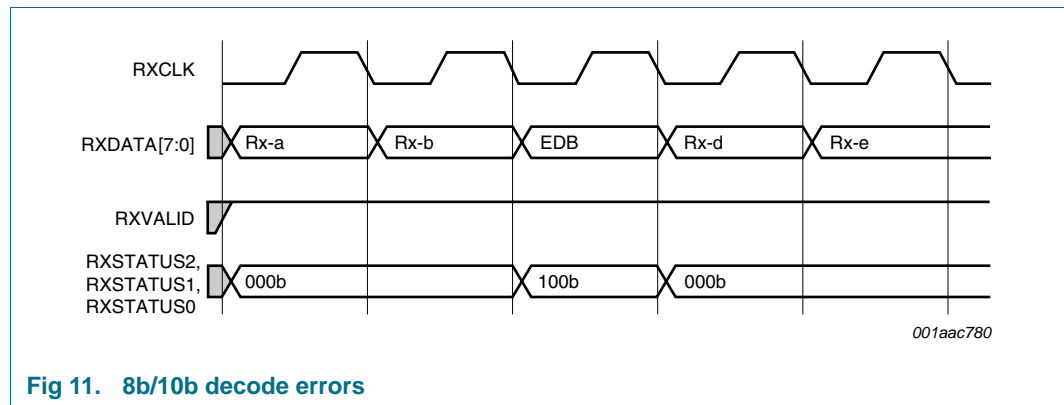 RXCLK
RXDATA[7:0]
Rx-a
Rx-b
EDB
Rx-d
Rx-e
RXVALID
RXSTATUS2,
RXSTATUS1,
RXSTATUS0
000b
100b
000b
001aac780
Fig 11. 8b/10b decode errors